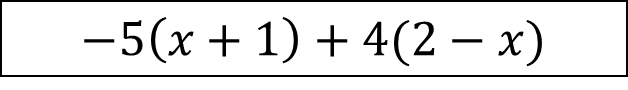 −5(x + 1) + 4(2 − x)